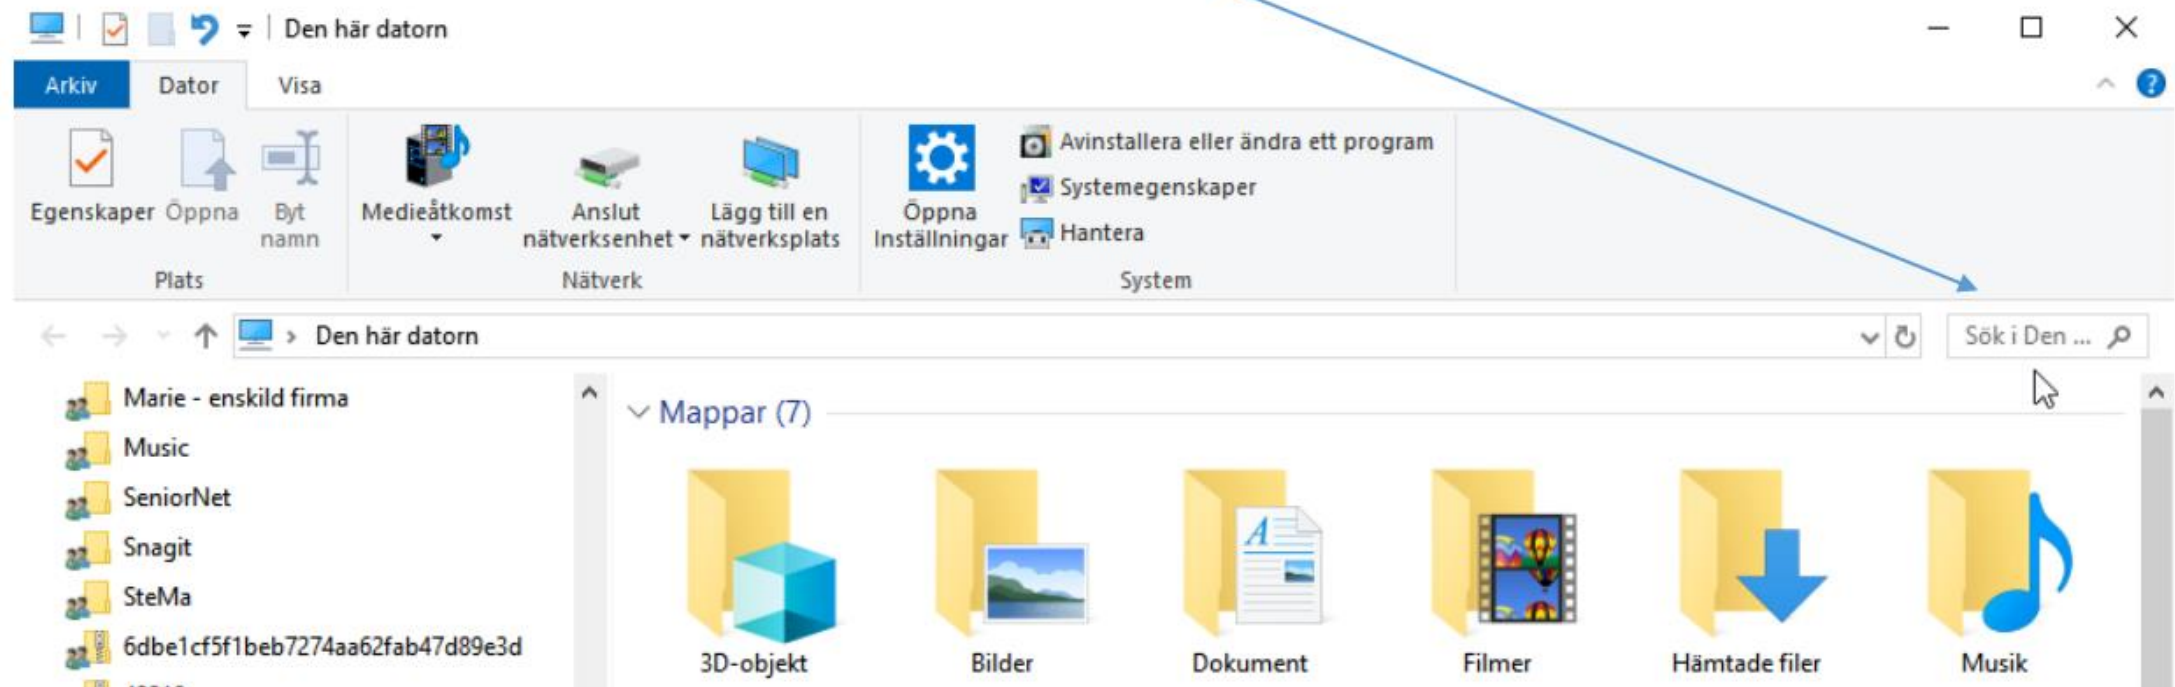 Den här datorn
Arkiv Dator Visa
Egenskaper Öppna Byt namn
Medieåtkomst Anslut nätverksenhet Lägg till en nätverksplats
Öppna Inställningar
Avinstallera eller ändra ett program
Systemegenskaper
Hantera
Plats Nätverk System
Den här datorn
Sök i Den ...
Marie - enskild firma
Music
SeniorNet
Snagit
SteMa
6dbe1cf5f1beb7274aa62fab47d89e3d
Mappar (7)
3D-objekt Bilder Dokument Filmer Hämtade filer Musik